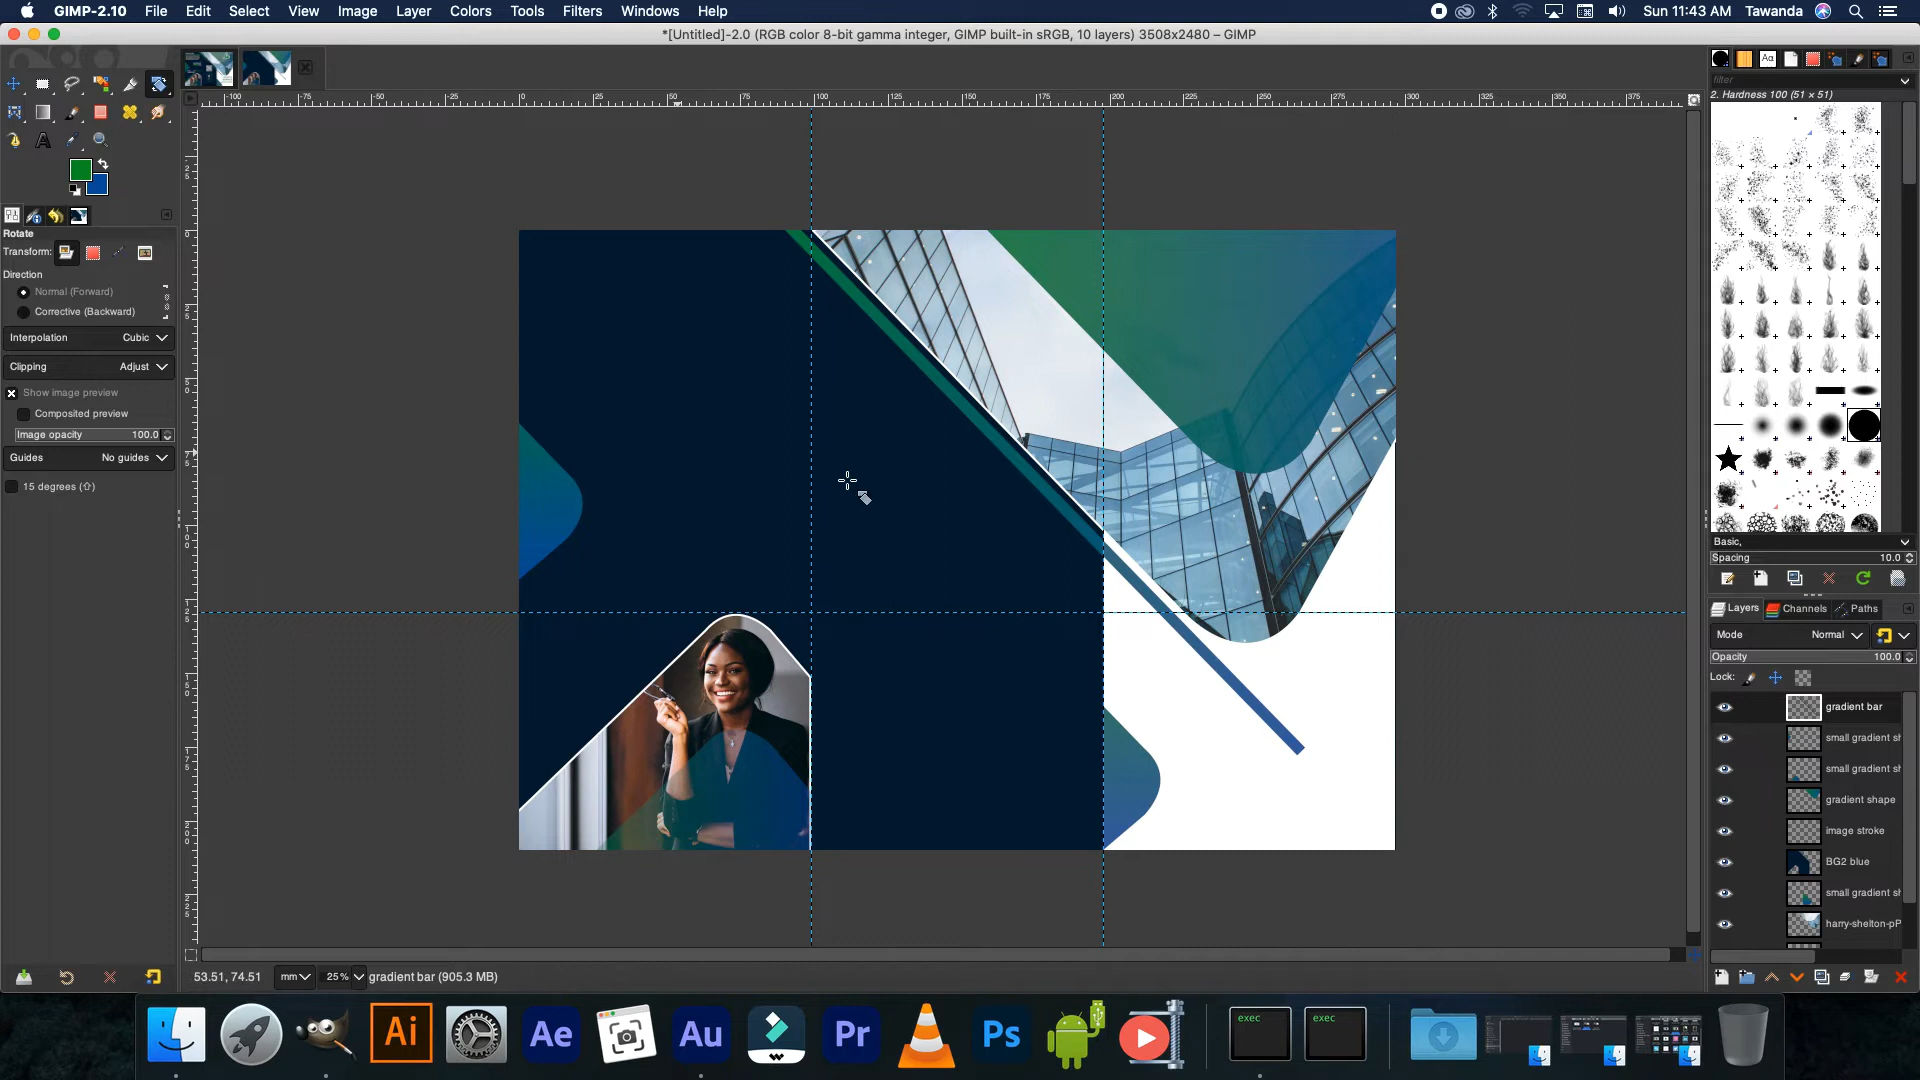 GIMP-2.10 File Edit Select View Image Layer Colors Tools Filters Windows Help
Sun 11:43 AM Tawanda
*[Untitled]-2.0 (RGB color 8-bit gamma integer, GIMP built-in sRGB, 10 layers) 3508x2480 – GIMP
filter
2. Hardness 100 (51 × 51)
Rotate
Transform:
Direction
Normal (Forward)
Corrective (Backward)
Interpolation Cubic
Clipping Adjust
Show image preview
Composited preview
Image opacity 100.0
Guides No guides
15 degrees (⇧)
Basic,
Spacing 10.0
Layers Channels Paths
Mode Normal
Opacity 100.0
Lock:
gradient bar
small gradient sh
small gradient sh
gradient shape
image stroke
BG2 blue
small gradient sh
harry-shelton-pP
53.51, 74.51 mm 25% gradient bar (905.3 MB)
Ai Ae Au Pr Ps exec exec